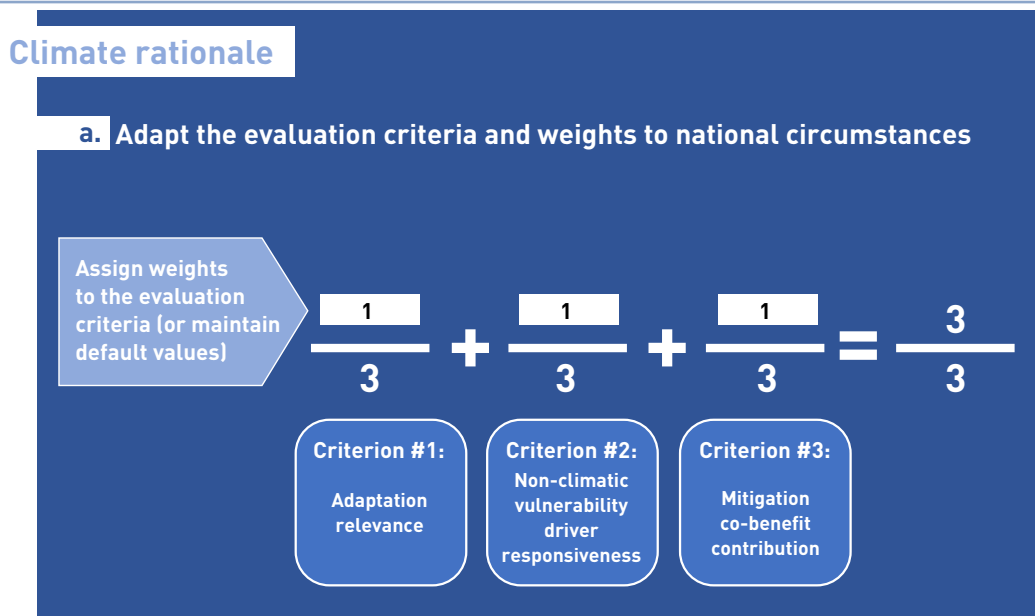 Climate rationale
a. Adapt the evaluation criteria and weights to national circumstances
Assign weights
to the evaluation
criteria (or maintain
default values)
1 1 1 3
+ + =
3 3 3 3
Criterion #1:
Adaptation
relevance
Criterion #2:
Non-climatic
vulnerability
driver
responsiveness
Criterion #3:
Mitigation
co-benefit
contribution